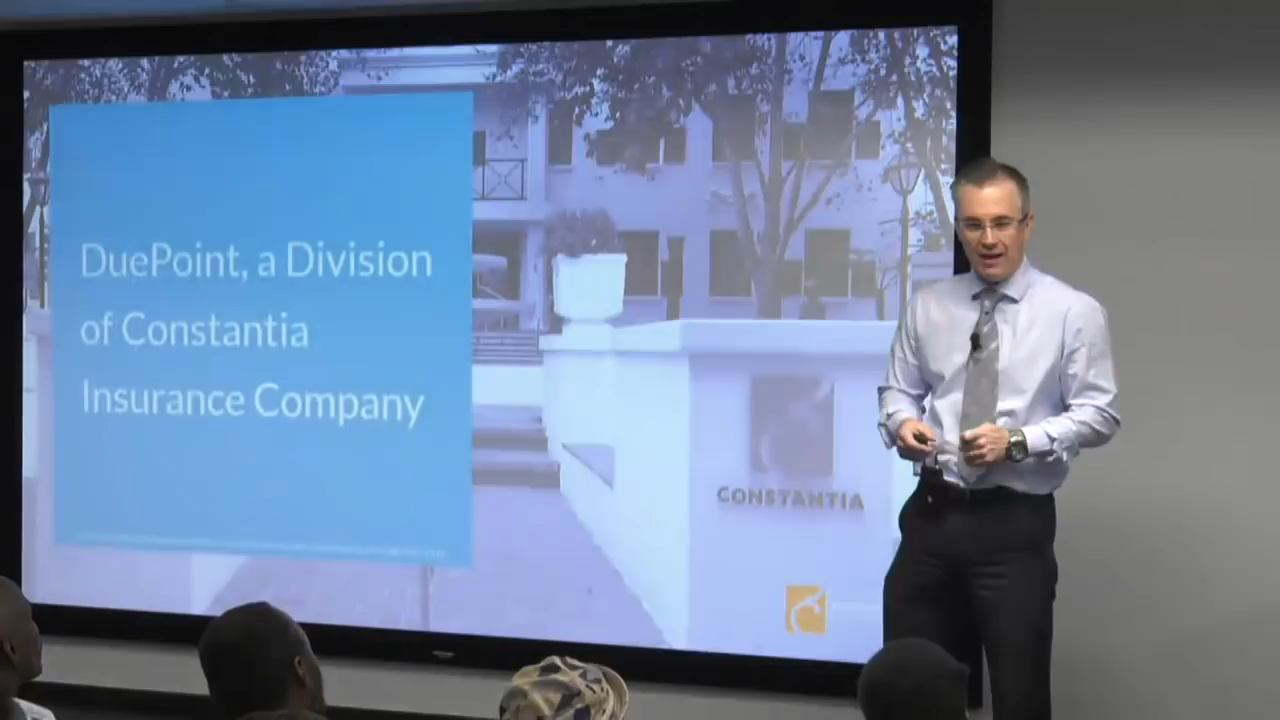 DuePoint, a Division
of Constantia
Insurance Company
CONSTANTIA